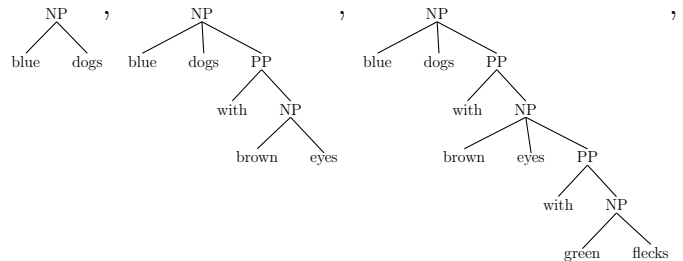 NP , NP , NP ,
blue dogs blue dogs PP blue dogs PP
with NP with NP
brown eyes brown eyes PP
with NP
green flecks